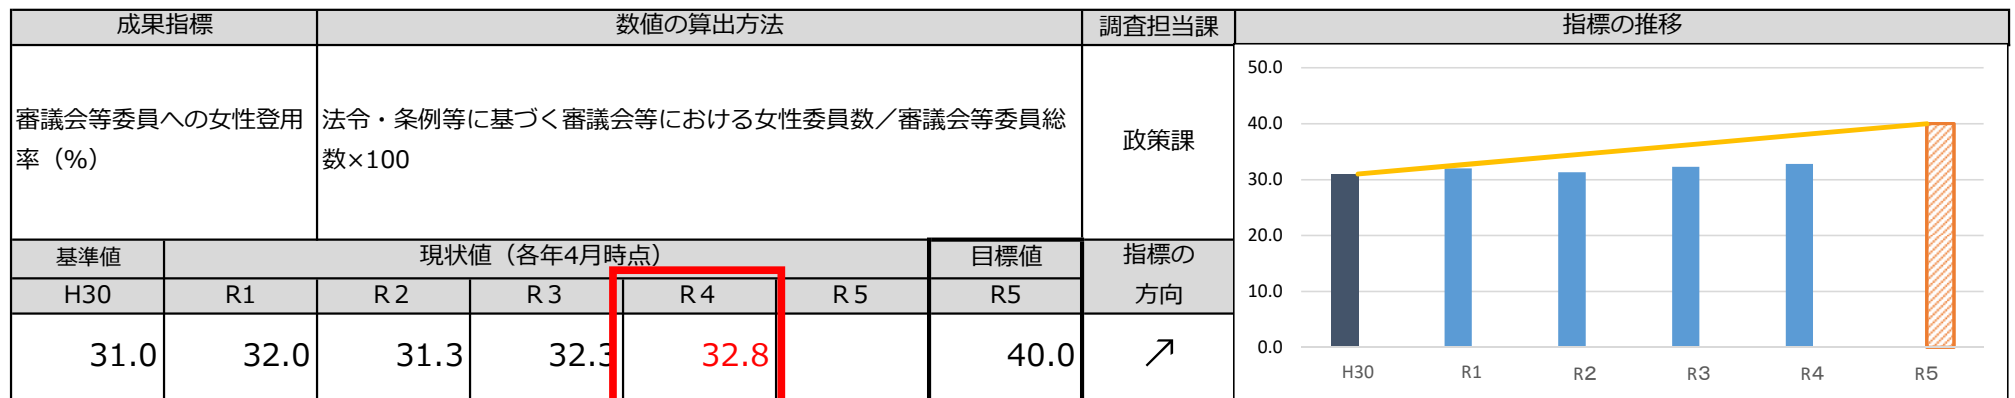 成果指標 数値の算出方法 調査担当課 指標の推移
審議会等委員への女性登用
率（%）
法令・条例等に基づく審議会等における女性委員数／審議会等委員総
数×100
政策課
基準値 現状値（各年4月時点） 目標値 指標の
方向
H30 R1 R２ R３ R４ R５ R5
31.0 32.0 31.3 32.3 32.8 40.0 ↗
50.0
40.0
30.0
20.0
10.0
0.0
H30 R1 R２ R３ R４ R５